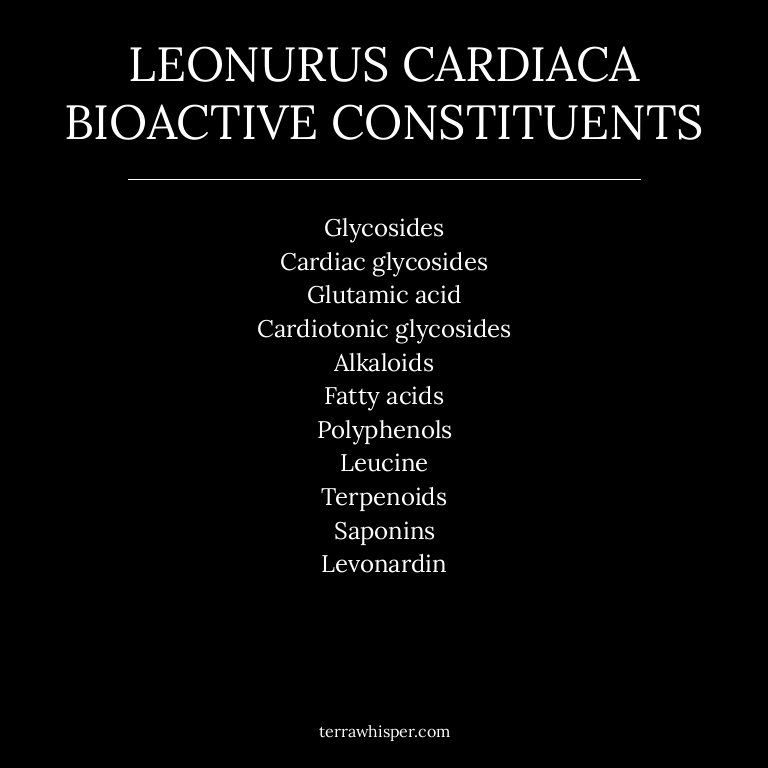 LEONURUS CARDIACA
BIOACTIVE CONSTITUENTS
Glycosides
Cardiac glycosides
Glutamic acid
Cardiotonic glycosides
Alkaloids
Fatty acids
Polyphenols
Leucine
Terpenoids
Saponins
Levonardin
terrawhisper.com